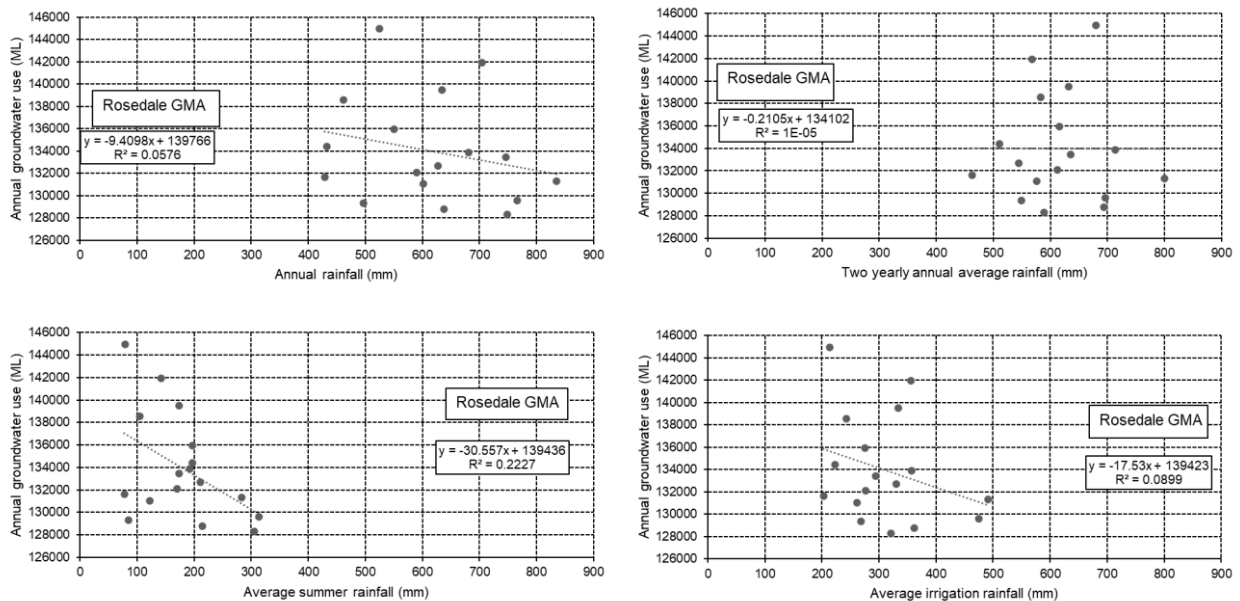 Annual groundwater use (ML)
146000
144000
142000
140000
138000
136000
134000
132000
130000
128000
126000
Rosedale GMA
y = -9.4098x + 139766
R² = 0.0576
0 100 200 300 400 500 600 700 800 900
Annual rainfall (mm)
Annual groundwater use (ML)
146000
144000
142000
140000
138000
136000
134000
132000
130000
128000
126000
Rosedale GMA
y = -0.2105x + 134102
R² = 1E-05
0 100 200 300 400 500 600 700 800 900
Two yearly annual average rainfall (mm)
Annual groundwater use (ML)
146000
144000
142000
140000
138000
136000
134000
132000
130000
128000
126000
Rosedale GMA
y = -30.557x + 139436
R² = 0.2227
0 100 200 300 400 500 600 700 800 900
Average summer rainfall (mm)
Annual groundwater use (ML)
146000
144000
142000
140000
138000
136000
134000
132000
130000
128000
126000
Rosedale GMA
y = -17.53x + 139423
R² = 0.0899
0 100 200 300 400 500 600 700 800 900
Average irrigation rainfall (mm)